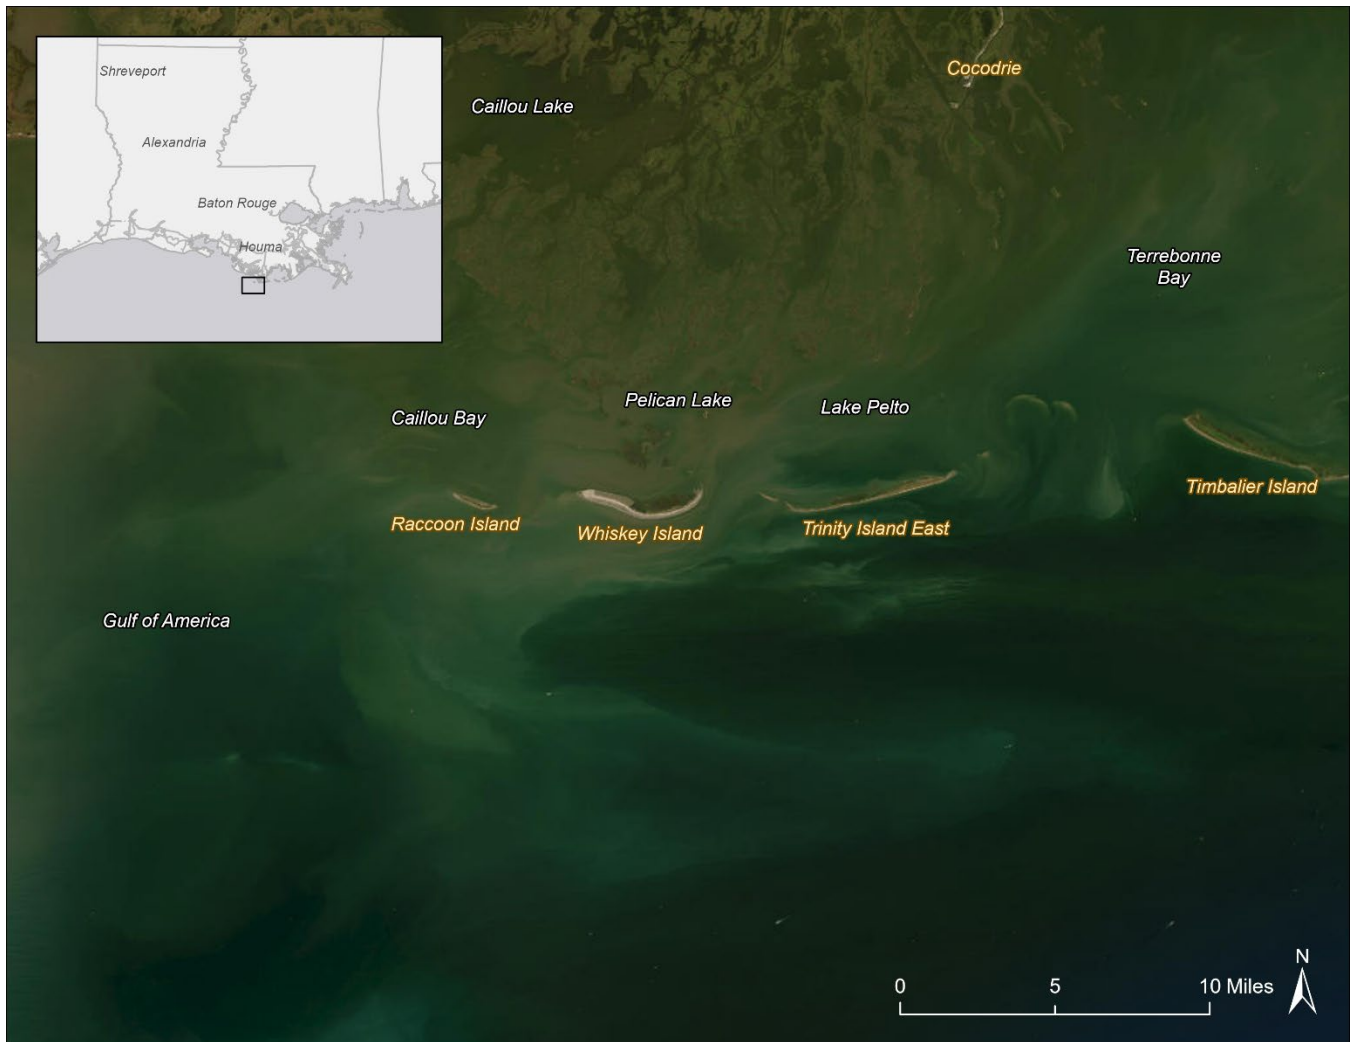 Shreveport
Alexandria
Baton Rouge
Houma
Cocodrie
Caillou Lake
Terrebonne
Bay
Pelican Lake
Lake Pelto
Caillou Bay
Timbalier Island
Raccoon Island
Whiskey Island
Trinity Island East
Gulf of America
N
0 5 10 Miles